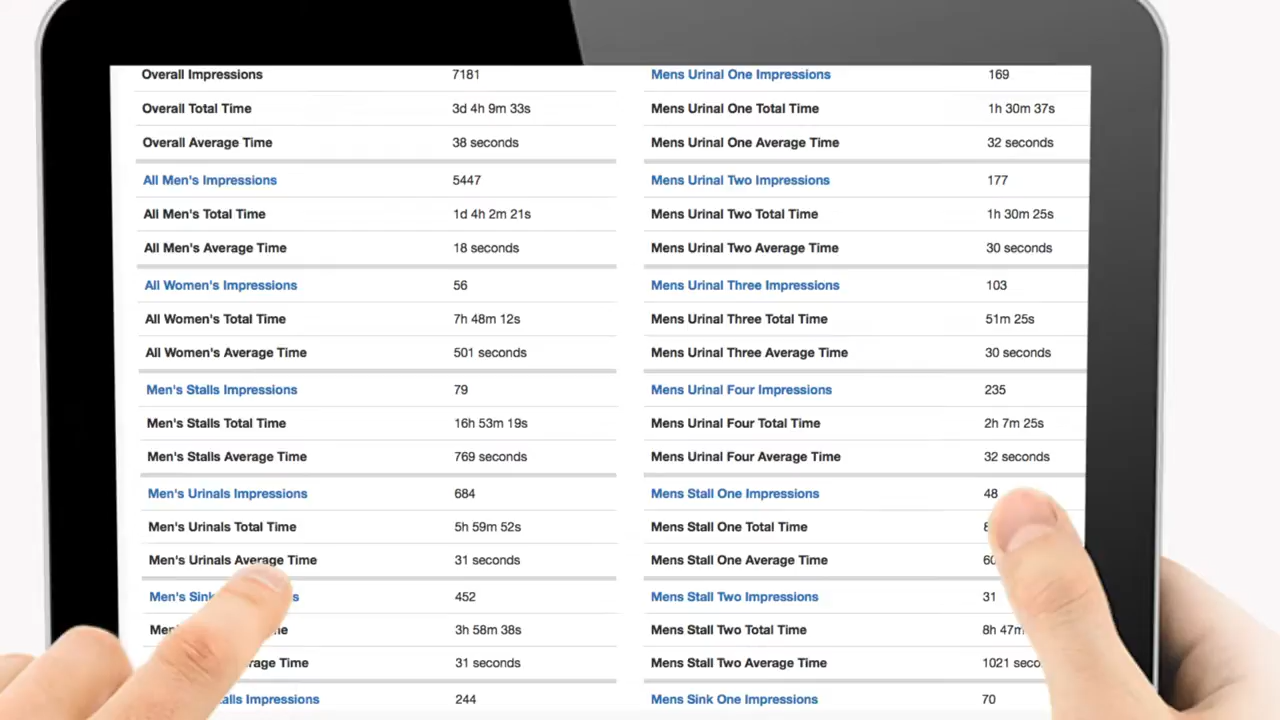 Overall Impressions 7181
Overall Total Time 3d 4h 9m 33s
Overall Average Time 38 seconds
All Men's Impressions 5447
All Men's Total Time 1d 4h 2m 21s
All Men's Average Time 18 seconds
All Women's Impressions 56
All Women's Total Time 7h 48m 12s
All Women's Average Time 501 seconds
Men's Stalls Impressions 79
Men's Stalls Total Time 16h 53m 19s
Men's Stalls Average Time 769 seconds
Men's Urinals Impressions 684
Men's Urinals Total Time 5h 59m 52s
Men's Urinals Average Time 31 seconds
Men's 452
3h 58m 38s
Time 31 seconds
Impressions 244
Mens Urinal One Impressions 169
Mens Urinal One Total Time 1h 30m 37s
Mens Urinal One Average Time 32 seconds
Mens Urinal Two Impressions 177
Mens Urinal Two Total Time 1h 30m 25s
Mens Urinal Two Average Time 30 seconds
Mens Urinal Three Impressions 103
Mens Urinal Three Total Time 51m 25s
Mens Urinal Three Average Time 30 seconds
Mens Urinal Four Impressions 235
Mens Urinal Four Total Time 2h 7m 25s
Mens Urinal Four Average Time 32 seconds
Mens Stall One Impressions 48
Mens Stall One Total Time
Mens Stall One Average Time
Mens Stall Two Impressions 31
Mens Stall Two Total Time 8h 47m
Mens Stall Two Average Time 1021
Mens Sink One Impressions 70